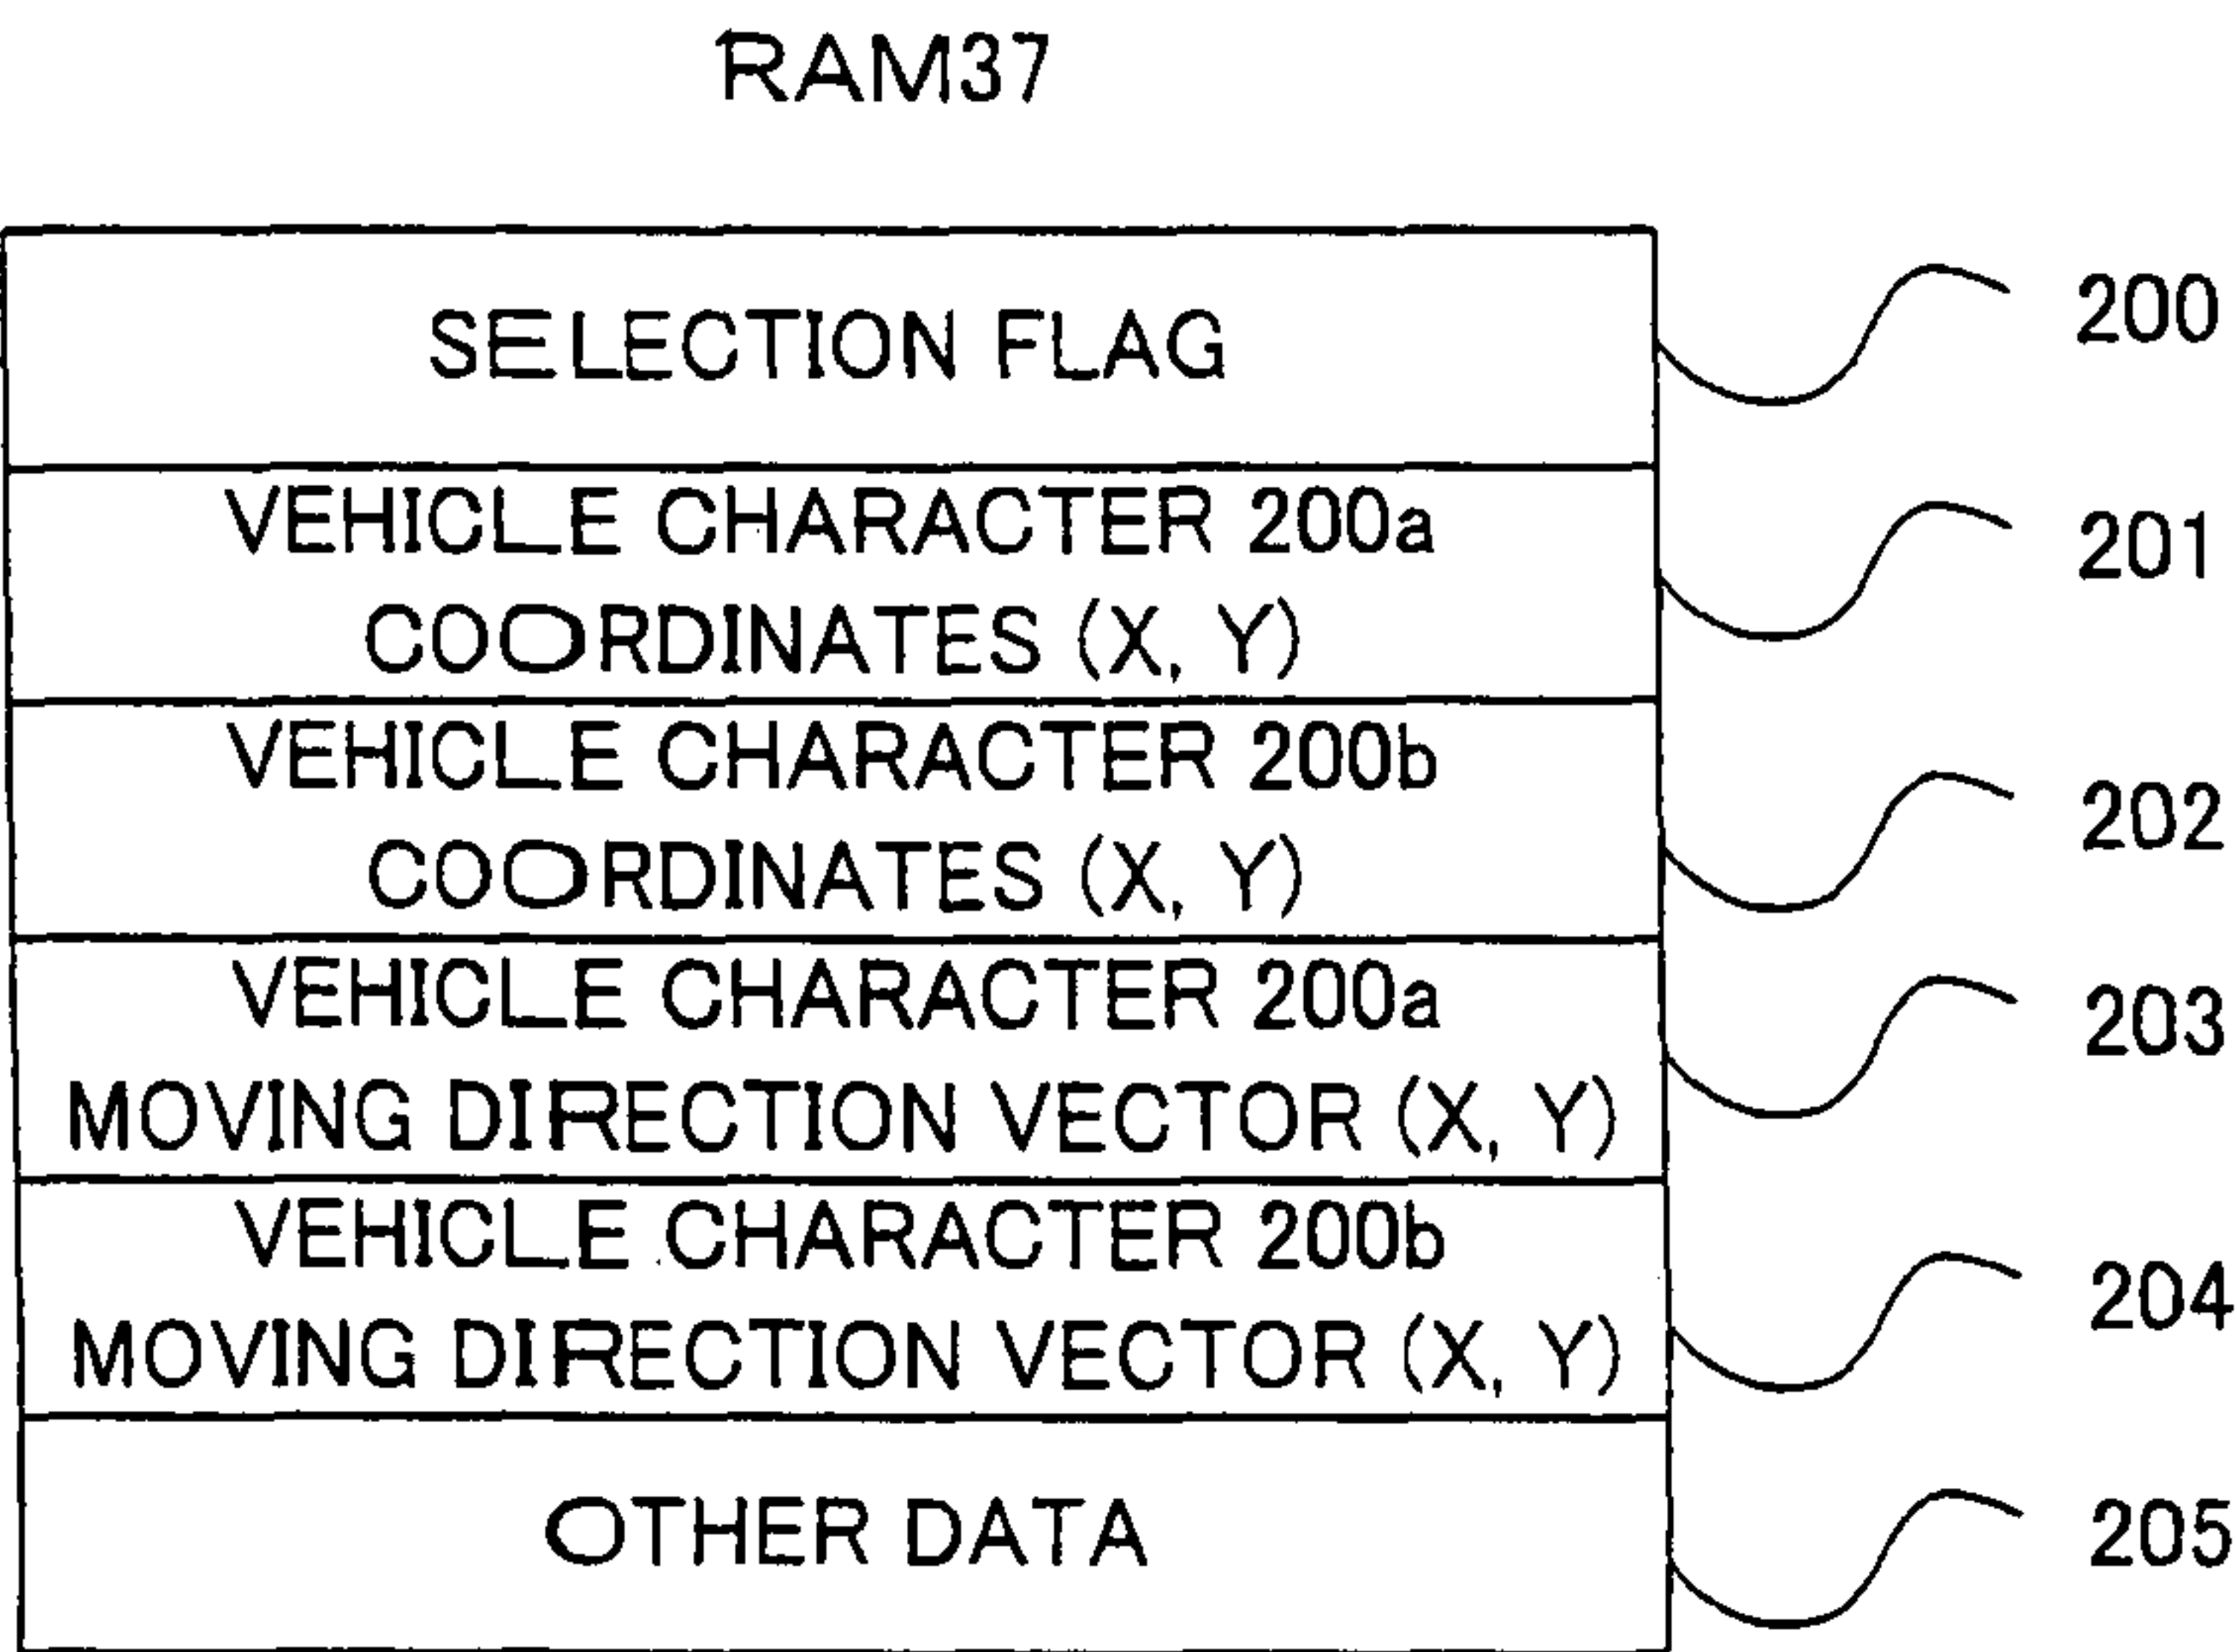 RAM37
SELECTION FLAG
200
VEHICLE CHARACTER 200a
COORDINATES (X, Y)
201
VEHICLE CHARACTER 200b
COORDINATES (X, Y)
202
VEHICLE CHARACTER 200a
MOVING DIRECTION VECTOR (X, Y)
203
VEHICLE CHARACTER 200b
MOVING DIRECTION VECTOR (X, Y)
204
OTHER DATA
205